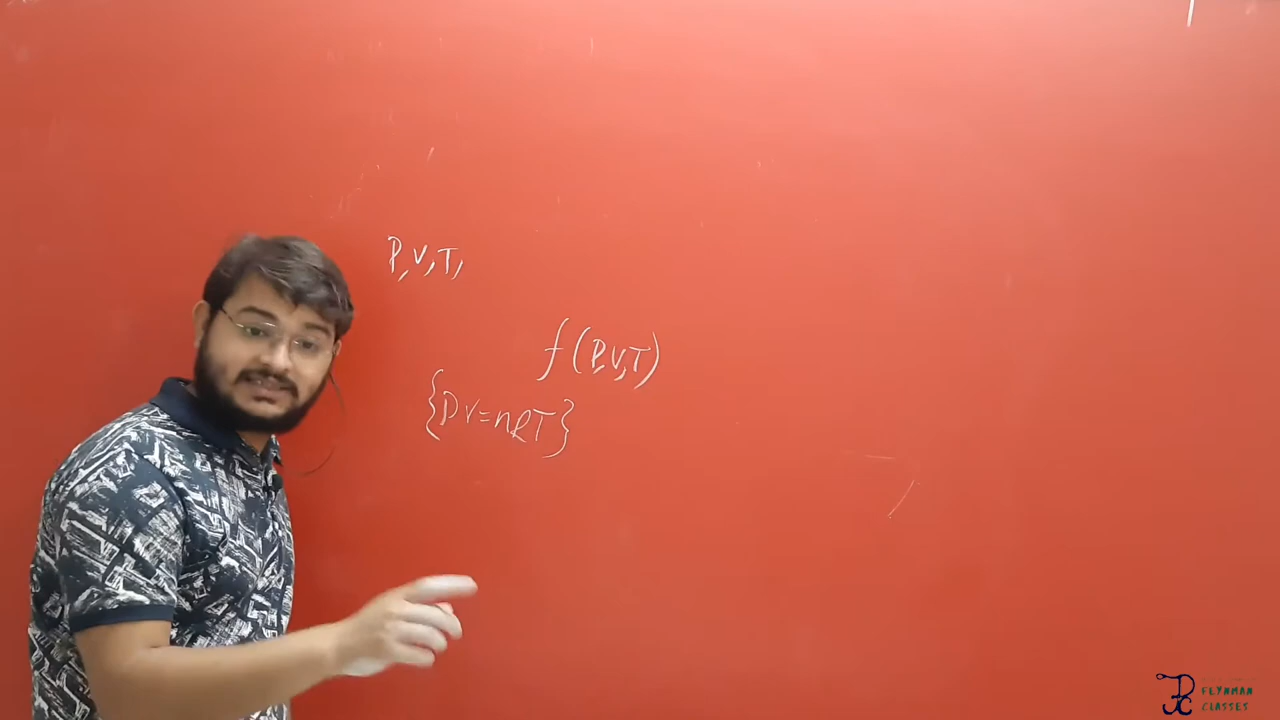 P, V, T,
f(P,V,T)
{PV=nRT}
FEYNMAN
CLASSES